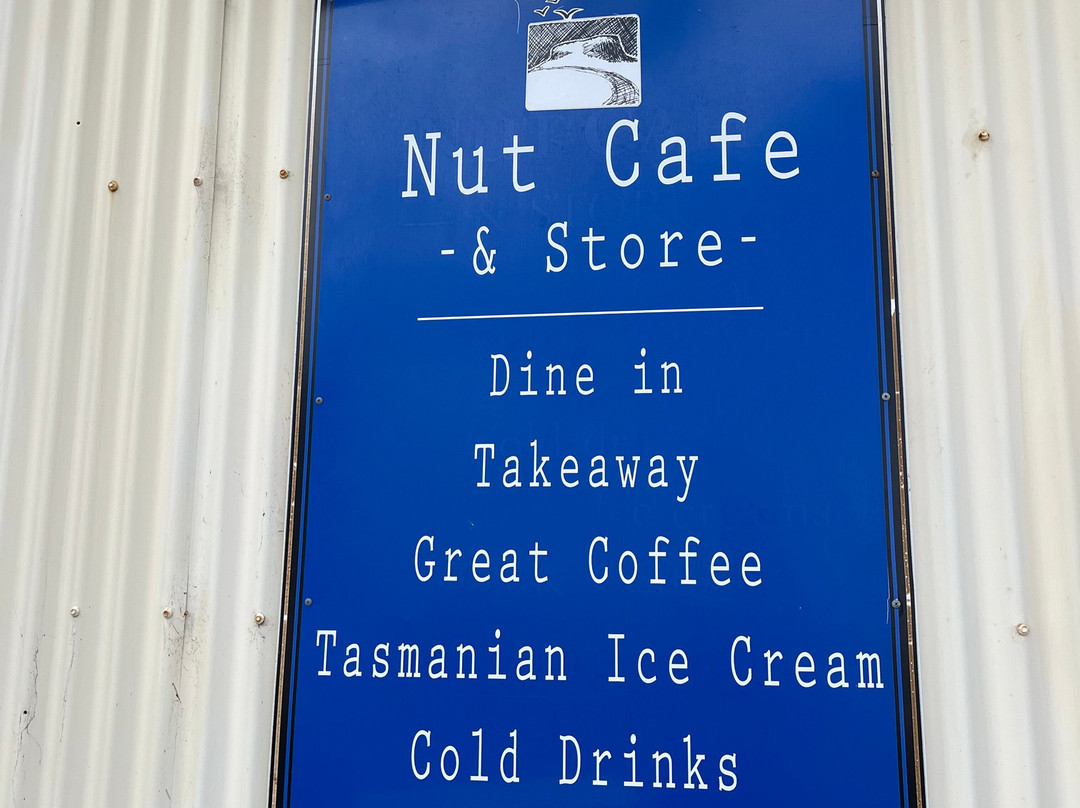 Nut Cafe
-& Store-
Dine in
Takeaway
Great Coffee
Tasmanian Ice Cream
Cold Drinks